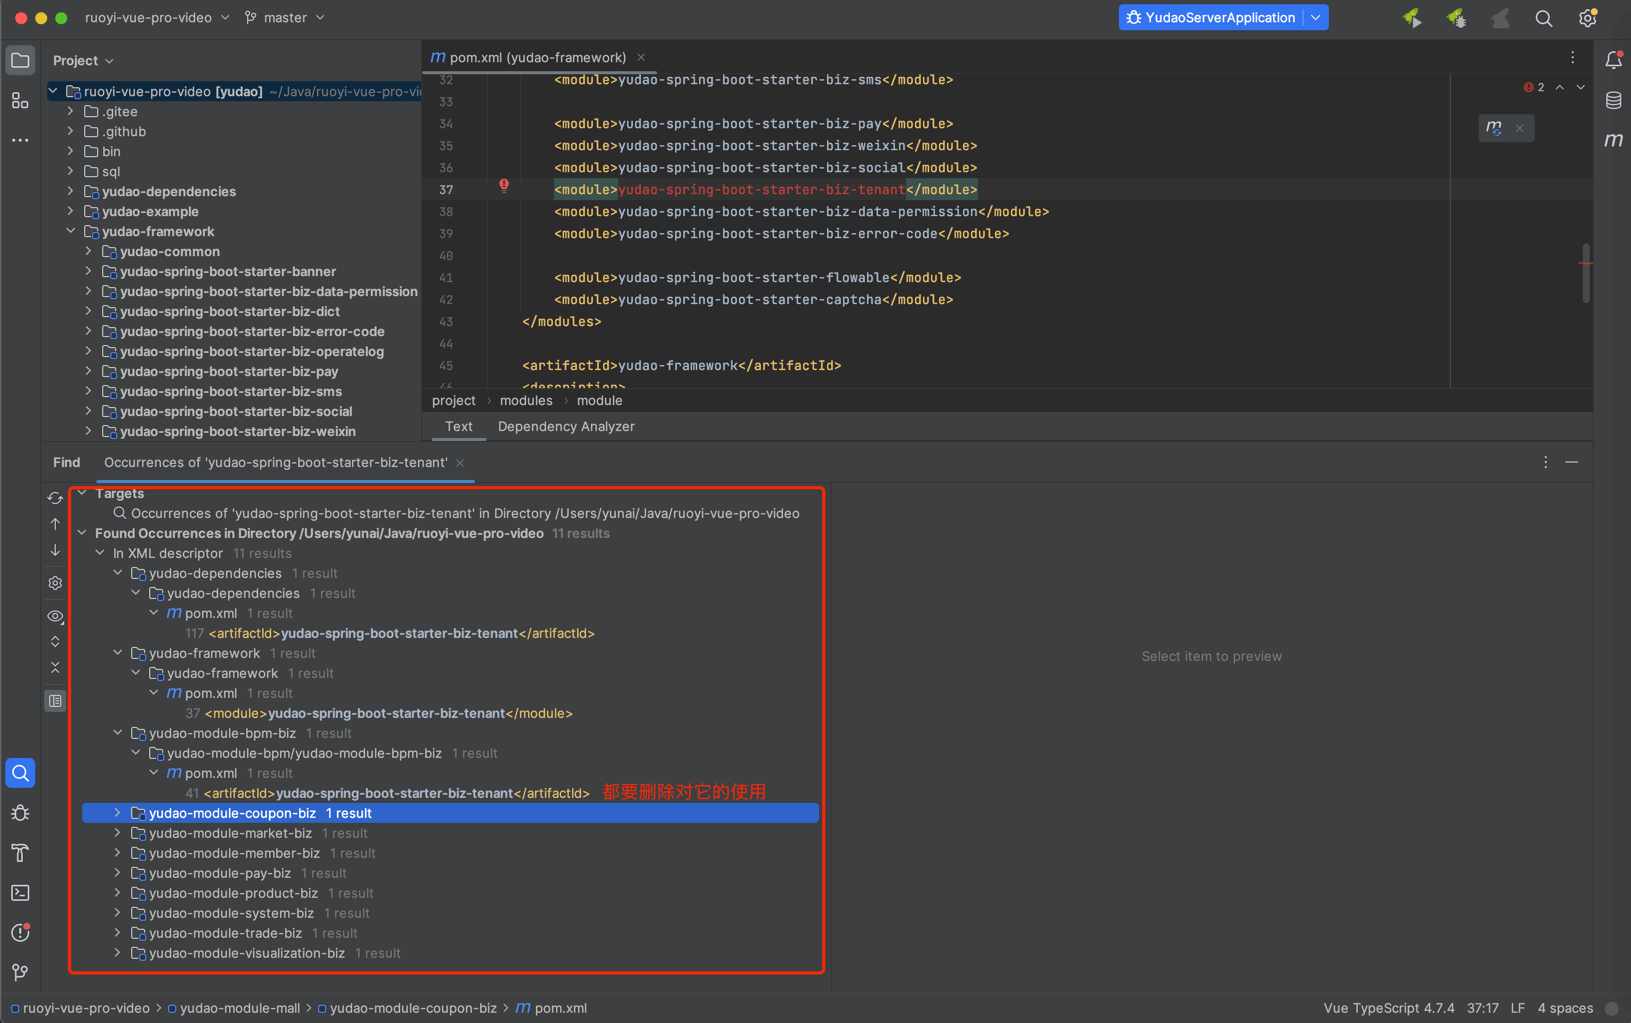 ruoyi-vue-pro-video master YudaoServerApplication
Project
ruoyi-vue-pro-video [yudao] ~/Java/ruoyi-vue-pro-vi
.gitee
.github
bin
sql
yudao-dependencies
yudao-example
yudao-framework
yudao-common
yudao-spring-boot-starter-banner
yudao-spring-boot-starter-biz-data-permission
yudao-spring-boot-starter-biz-dict
yudao-spring-boot-starter-biz-error-code
yudao-spring-boot-starter-biz-operatelog
yudao-spring-boot-starter-biz-pay
yudao-spring-boot-starter-biz-sms
yudao-spring-boot-starter-biz-social
yudao-spring-boot-starter-biz-weixin
m pom.xml (yudao-framework)
2
32 <module>yudao-spring-boot-starter-biz-sms</module>
33
34 <module>yudao-spring-boot-starter-biz-pay</module>
35 <module>yudao-spring-boot-starter-biz-weixin</module>
36 <module>yudao-spring-boot-starter-biz-social</module>
37 <module>yudao-spring-boot-starter-biz-tenant</module>
38 <module>yudao-spring-boot-starter-biz-data-permission</module>
39 <module>yudao-spring-boot-starter-biz-error-code</module>
40
41 <module>yudao-spring-boot-starter-flowable</module>
42 <module>yudao-spring-boot-starter-captcha</module>
43 </modules>
44
45 <artifactId>yudao-framework</artifactId>
46 <description>
project › modules › module
Text Dependency Analyzer
Find Occurrences of 'yudao-spring-boot-starter-biz-tenant'
Targets
Occurrences of 'yudao-spring-boot-starter-biz-tenant' in Directory /Users/yunai/Java/ruoyi-vue-pro-video
Found Occurrences in Directory /Users/yunai/Java/ruoyi-vue-pro-video 11 results
In XML descriptor 11 results
yudao-dependencies 1 result
yudao-dependencies 1 result
m pom.xml 1 result
117 <artifactId>yudao-spring-boot-starter-biz-tenant</artifactId>
yudao-framework 1 result
yudao-framework 1 result
m pom.xml 1 result
37 <module>yudao-spring-boot-starter-biz-tenant</module>
yudao-module-bpm-biz 1 result
yudao-module-bpm/yudao-module-bpm-biz 1 result
m pom.xml 1 result
41 <artifactId>yudao-spring-boot-starter-biz-tenant</artifactId> 都要删除对它的使用
yudao-module-coupon-biz 1 result
yudao-module-market-biz 1 result
yudao-module-member-biz 1 result
yudao-module-pay-biz 1 result
yudao-module-product-biz 1 result
yudao-module-system-biz 1 result
yudao-module-trade-biz 1 result
yudao-module-visualization-biz 1 result
Select item to preview
ruoyi-vue-pro-video › yudao-module-mall › yudao-module-coupon-biz › m pom.xml
Vue TypeScript 4.7.4 37:17 LF 4 spaces